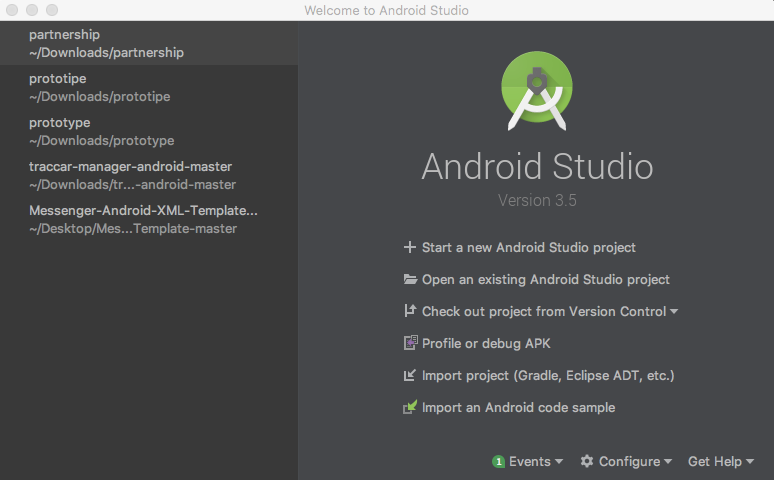 Welcome to Android Studio
partnership
~/Downloads/partnership
prototipe
~/Downloads/prototipe
prototype
~/Downloads/prototype
traccar-manager-android-master
~/Downloads/tr...-android-master
Messenger-Android-XML-Template...
~/Desktop/Mes...Template-master
Android Studio
Version 3.5
Start a new Android Studio project
Open an existing Android Studio project
Check out project from Version Control
Profile or debug APK
Import project (Gradle, Eclipse ADT, etc.)
Import an Android code sample
1 Events Configure Get Help